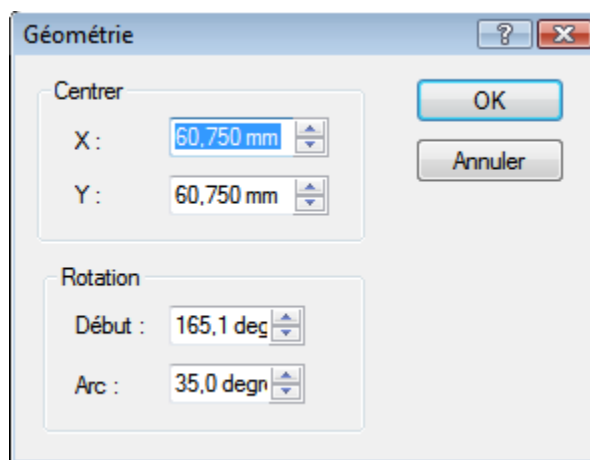 Géométrie
Centrer
X : 60,750 mm
Y : 60,750 mm
Rotation
Début : 165,1 deg
Arc : 35,0 degr
OK
Annuler